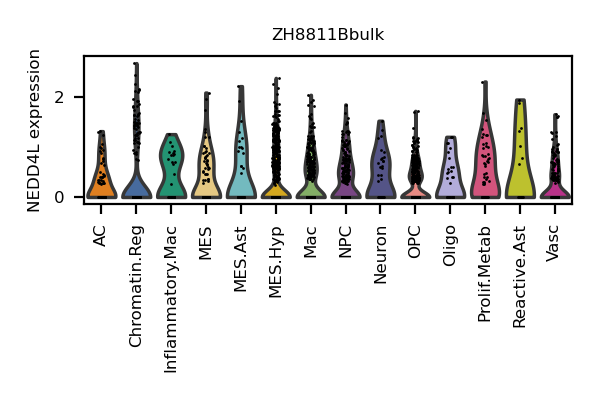 ZH8811Bbulk
NEDD4L expression
2
0
AC
Chromatin.Reg
Inflammatory.Mac
MES
MES.Ast
MES.Hyp
Mac
NPC
Neuron
OPC
Oligo
Prolif.Metab
Reactive.Ast
Vasc